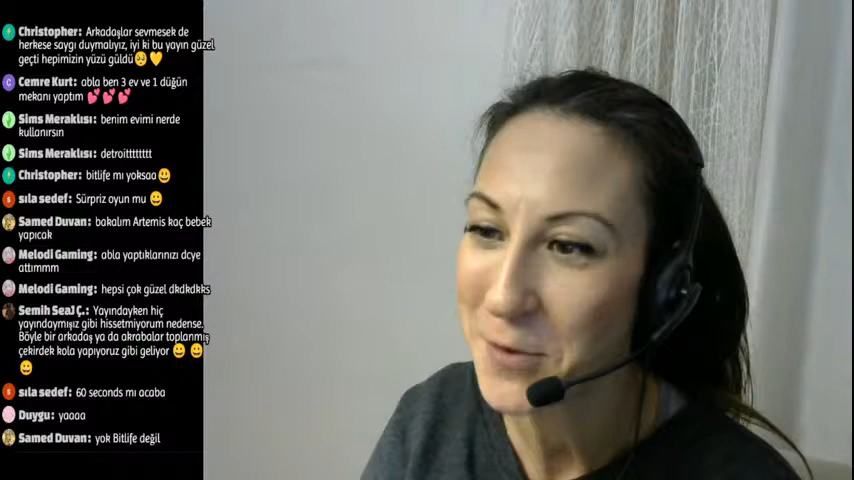 Christopher: Arkadaşlar sevmesek de
herkese saygı duymalıyız, iyi ki bu yayın güzel
geçti hepimizin yüzü güldü🥺💛
Cemre Kurt: abla ben 3 ev ve 1 düğün
mekanı yaptım 💕💕💕
Sims Meraklısı: benim evimi nerde
kullanırsın
Sims Meraklısı: detroittttttt
Christopher: bitlife mı yoksaa😃
sıla sedef: Sürpriz oyun mu 😀
Samed Duvan: bakalım Artemis kaç bebek
yapıcak
Melodi Gaming: abla yaptıklarınızı dcye
attımmm
Melodi Gaming: hepsi çok güzel dkdkdkks
Semih SeaJ Ç.: Yayındayken hiç
yayındaymışız gibi hissetmiyorum nedense.
Böyle bir arkadaş ya da akrabalar toplanmış
çekirdek kola yapıyoruz gibi geliyor 😀 😀
😀
sıla sedef: 60 seconds mı acaba
Duygu: yaaaa
Samed Duvan: yok Bitlife değil